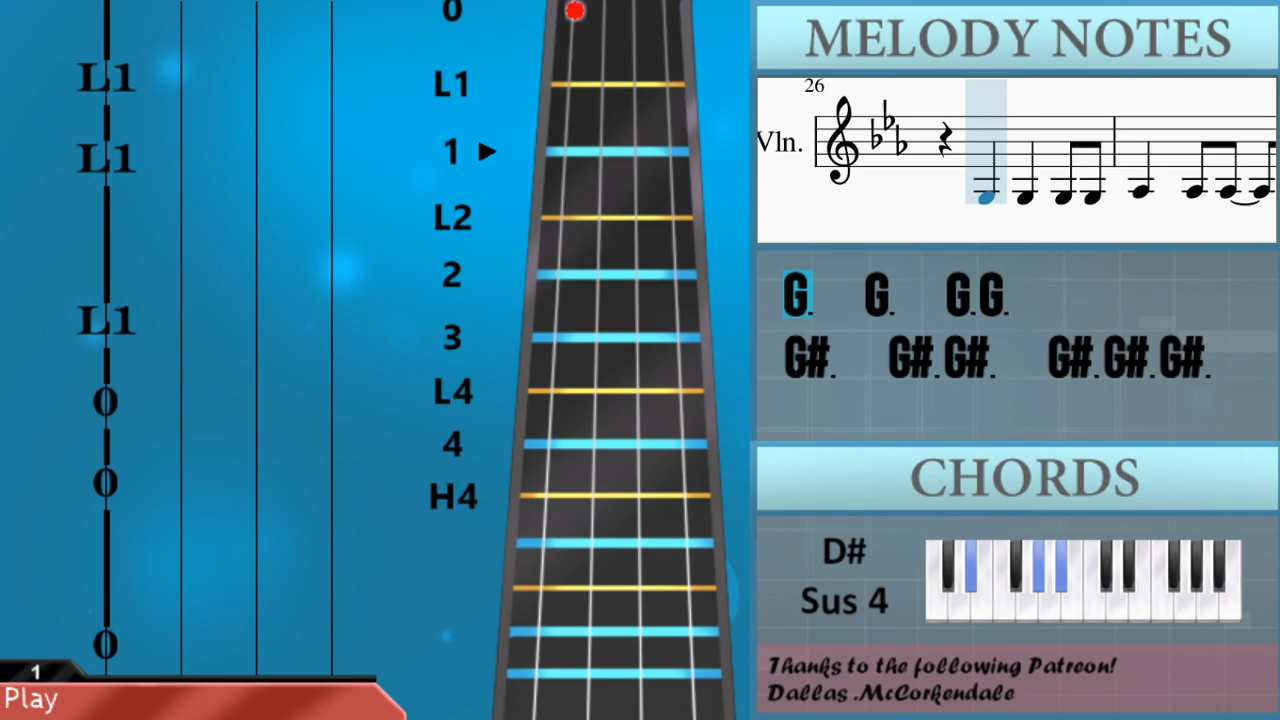 L1
L1
L1
0
0
0
1
Play
0
L1
1
L2
2
3
L4
4
H4
MELODY NOTES
26
Vln.
G. G. G.G.
G#. G#.G#. G#.G#.G#.
CHORDS
D#
Sus 4
Thanks to the following Patreon!
Dallas .McCorkendale